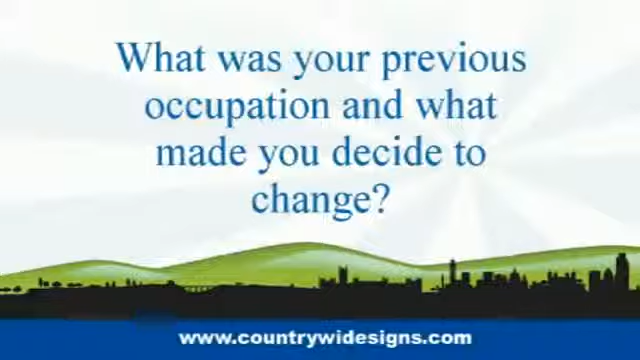 What was your previous
occupation and what
made you decide to
change?
www.countrywidesigns.com